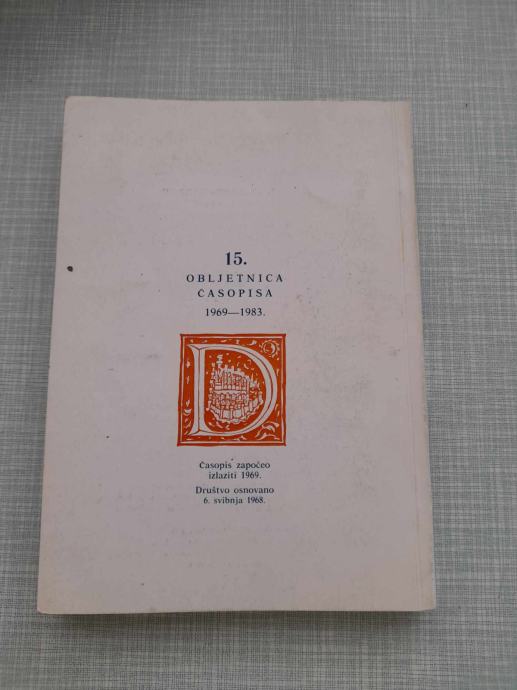 15.
OBLJETNICA
ČASOPISA
1969—1983.
D
Časopis započeo
izlaziti 1969.
Društvo osnovano
6. svibnja 1968.